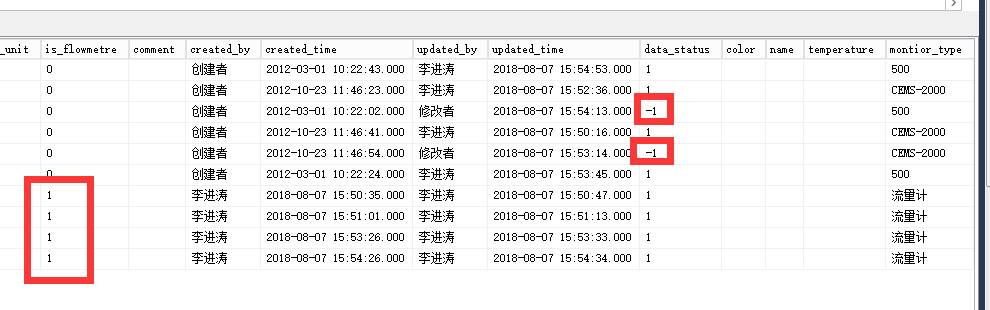 _unit is_flowmetre comment created_by created_time updated_by updated_time data_status color name temperature montior_type
0 创建者 2012-03-01 10:22:43.000 李进涛 2018-08-07 15:54:53.000 1 500
0 创建者 2012-10-23 11:46:23.000 李进涛 2018-08-07 15:52:36.000 1 CEMS-2000
0 创建者 2012-03-01 10:22:02.000 修改者 2018-08-07 15:54:13.000 -1 500
0 创建者 2012-10-23 11:46:41.000 李进涛 2018-08-07 15:50:16.000 1 CEMS-2000
0 创建者 2012-10-23 11:46:54.000 修改者 2018-08-07 15:53:14.000 -1 CEMS-2000
0 创建者 2012-03-01 10:22:24.000 李进涛 2018-08-07 15:53:45.000 1 500
1 李进涛 2018-08-07 15:50:35.000 李进涛 2018-08-07 15:50:47.000 1 流量计
1 李进涛 2018-08-07 15:51:01.000 李进涛 2018-08-07 15:51:13.000 1 流量计
1 李进涛 2018-08-07 15:53:26.000 李进涛 2018-08-07 15:53:33.000 1 流量计
1 李进涛 2018-08-07 15:54:26.000 李进涛 2018-08-07 15:54:34.000 1 流量计